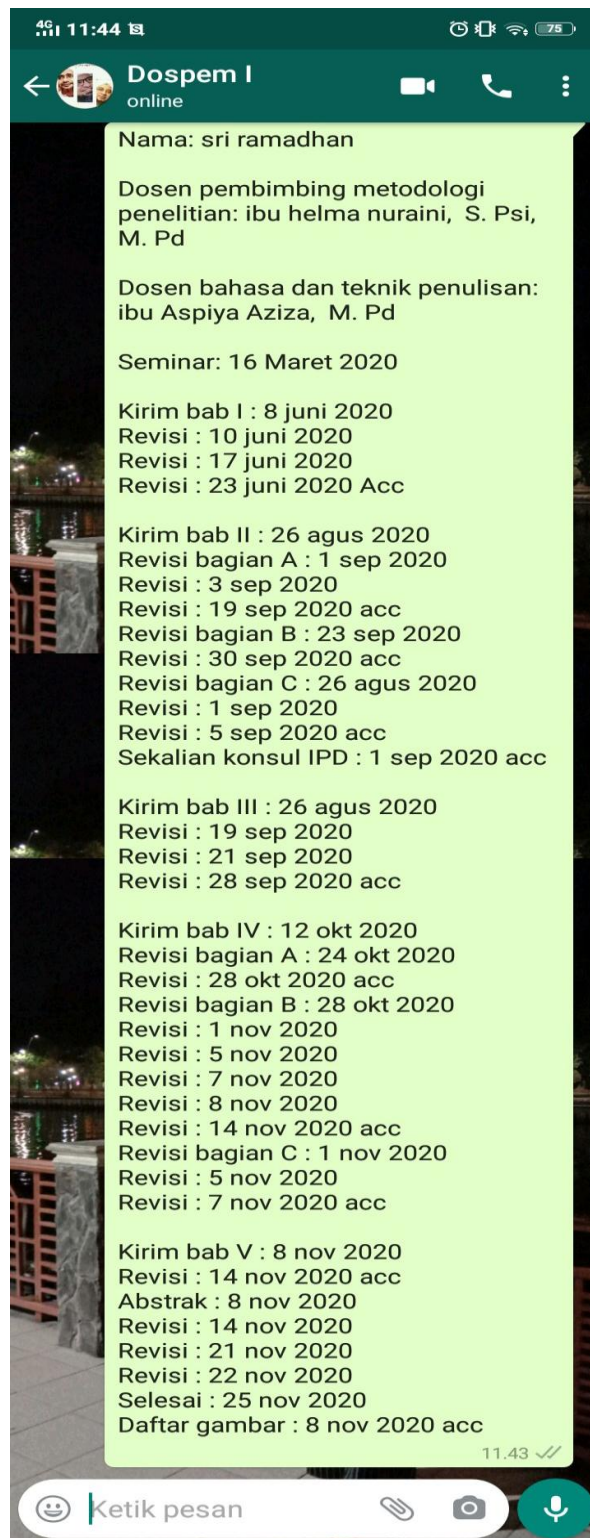 4G 11:44 75
Dospem I
online
Nama: sri ramadhan
Dosen pembimbing metodologi
penelitian: ibu helma nuraini, S. Psi,
M. Pd
Dosen bahasa dan teknik penulisan:
ibu Aspiya Aziza, M. Pd
Seminar: 16 Maret 2020
Kirim bab I : 8 juni 2020
Revisi : 10 juni 2020
Revisi : 17 juni 2020
Revisi : 23 juni 2020 Acc
Kirim bab II : 26 agus 2020
Revisi bagian A : 1 sep 2020
Revisi : 3 sep 2020
Revisi : 19 sep 2020 acc
Revisi bagian B : 23 sep 2020
Revisi : 30 sep 2020 acc
Revisi bagian C : 26 agus 2020
Revisi : 1 sep 2020
Revisi : 5 sep 2020 acc
Sekalian konsul IPD : 1 sep 2020 acc
Kirim bab III : 26 agus 2020
Revisi : 19 sep 2020
Revisi : 21 sep 2020
Revisi : 28 sep 2020 acc
Kirim bab IV : 12 okt 2020
Revisi bagian A : 24 okt 2020
Revisi : 28 okt 2020 acc
Revisi bagian B : 28 okt 2020
Revisi : 1 nov 2020
Revisi : 5 nov 2020
Revisi : 7 nov 2020
Revisi : 8 nov 2020
Revisi : 14 nov 2020 acc
Revisi bagian C : 1 nov 2020
Revisi : 5 nov 2020
Revisi : 7 nov 2020 acc
Kirim bab V : 8 nov 2020
Revisi : 14 nov 2020 acc
Abstrak : 8 nov 2020
Revisi : 14 nov 2020
Revisi : 21 nov 2020
Revisi : 22 nov 2020
Selesai : 25 nov 2020
Daftar gambar : 8 nov 2020 acc
11.43
Ketik pesan